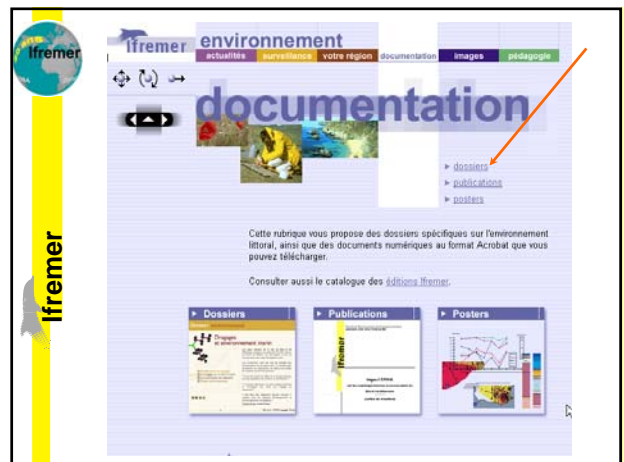 Ifremer
Ifremer
ifremer environnement
actualités surveillance votre région documentation images pédagogie
documentation
dossiers
publications
posters
Cette rubrique vous propose des dossiers spécifiques sur l'environnement
littoral, ainsi que des documents numériques au format Acrobat que vous
pouvez télécharger.
Consulter aussi le catalogue des éditions Ifremer.
Dossiers
Publications
Posters
Dragages
et environnement marin
Ifremer